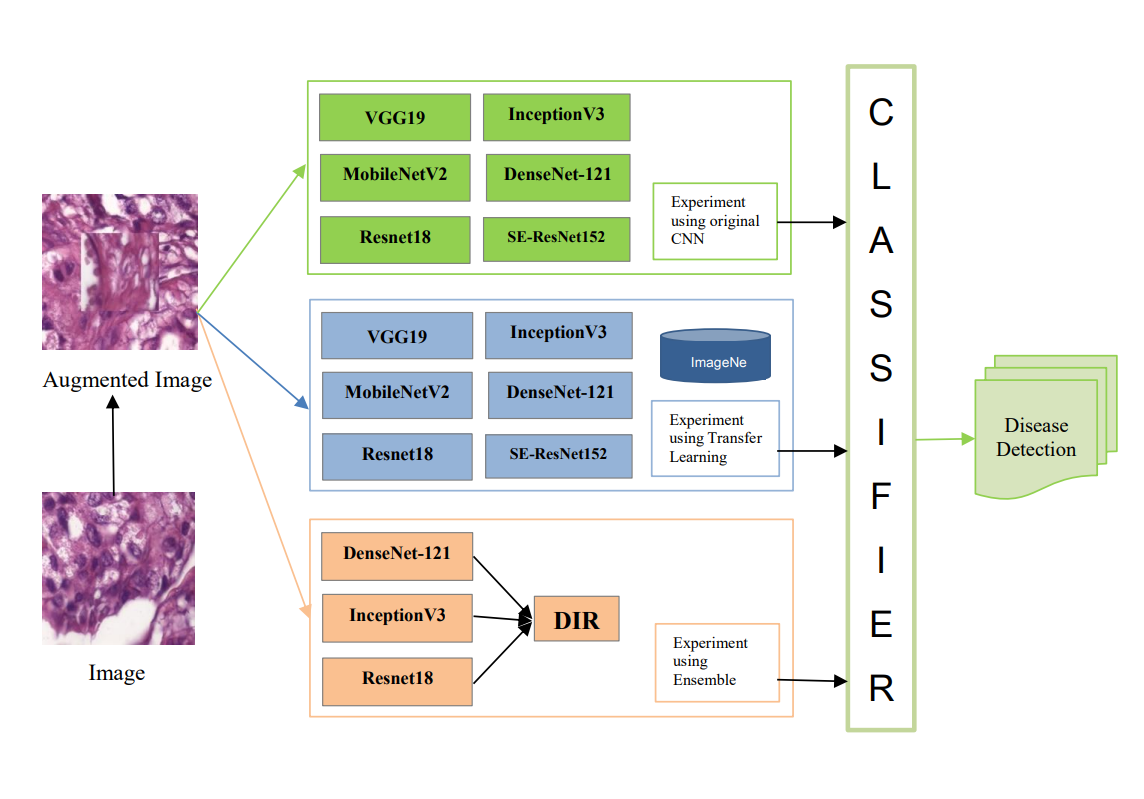 VGG19
InceptionV3
MobileNetV2
DenseNet-121
Resnet18
SE-ResNet152
Experiment
using original
CNN
Augmented Image
Image
VGG19
InceptionV3
MobileNetV2
DenseNet-121
Resnet18
SE-ResNet152
ImageNe
Experiment
using Transfer
Learning
DenseNet-121
InceptionV3
Resnet18
DIR
Experiment
using
Ensemble
C
L
A
S
S
I
F
I
E
R
Disease
Detection